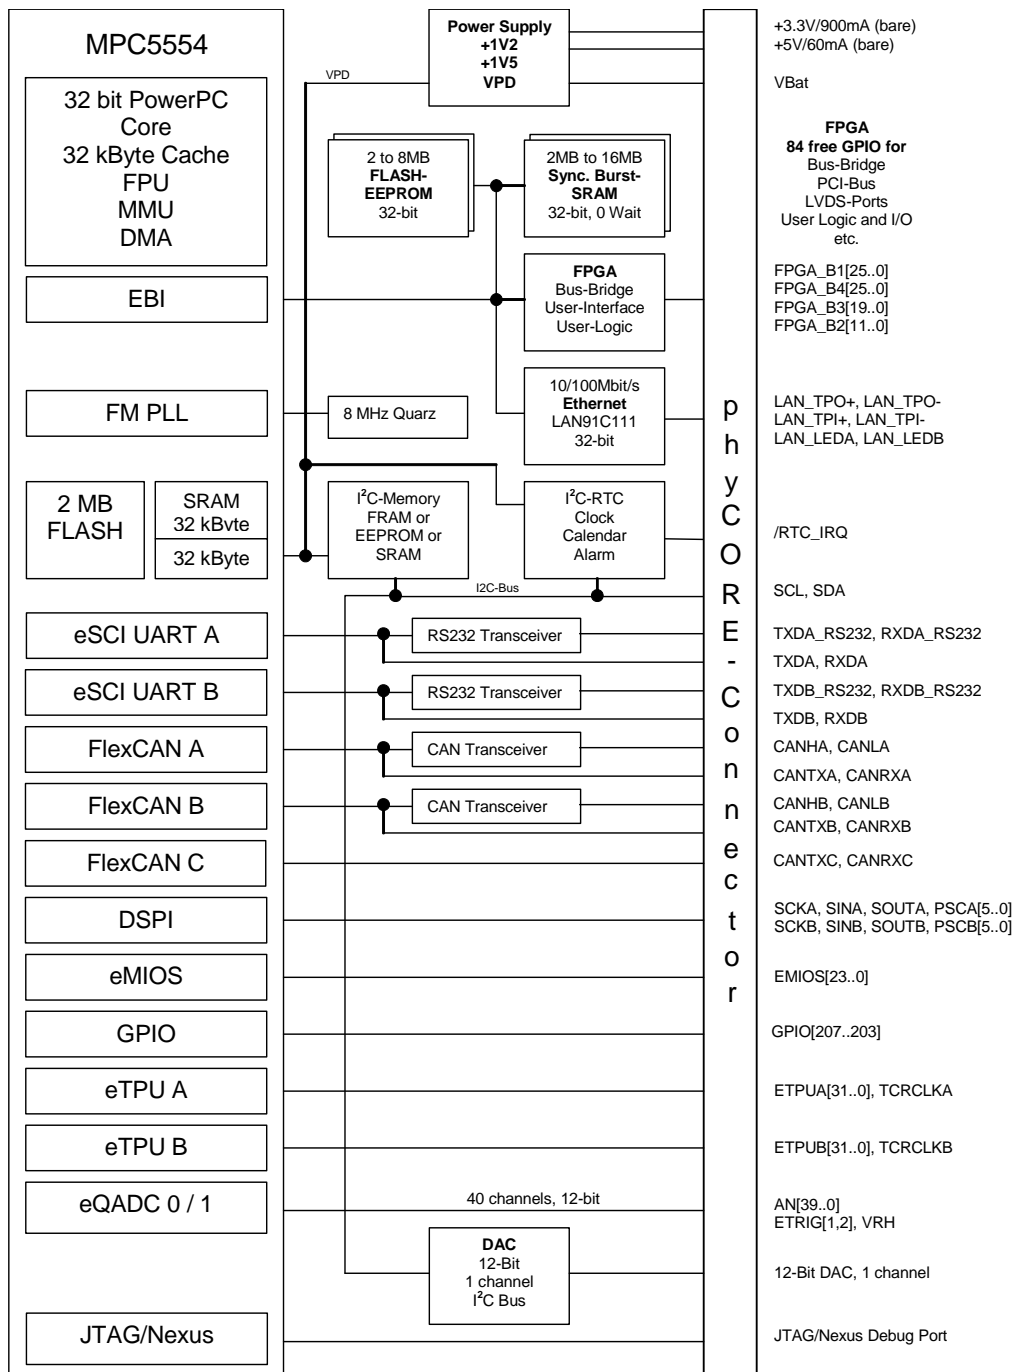 MPC5554
32 bit PowerPC
Core
32 kByte Cache
FPU
MMU
DMA
EBI
FM PLL
2 MB
FLASH
SRAM
32 kByte
32 kByte
eSCI UART A
eSCI UART B
FlexCAN A
FlexCAN B
FlexCAN C
DSPI
eMIOS
GPIO
eTPU A
eTPU B
eQADC 0 / 1
JTAG/Nexus
VPD
Power Supply
+1V2
+1V5
VPD
2 to 8MB
FLASH-
EEPROM
32-bit
2MB to 16MB
Sync. Burst-
SRAM
32-bit, 0 Wait
FPGA
Bus-Bridge
User-Interface
User-Logic
8 MHz Quarz
10/100Mbit/s
Ethernet
LAN91C111
32-bit
I²C-Memory
FRAM or
EEPROM or
SRAM
I²C-RTC
Clock
Calendar
Alarm
I2C-Bus
RS232 Transceiver
RS232 Transceiver
CAN Transceiver
CAN Transceiver
40 channels, 12-bit
DAC
12-Bit
1 channel
I²C Bus
phyCORE-Connector
+3.3V/900mA (bare)
+5V/60mA (bare)
VBat
FPGA
84 free GPIO for
Bus-Bridge
PCI-Bus
LVDS-Ports
User Logic and I/O
etc.
FPGA_B1[25..0]
FPGA_B4[25..0]
FPGA_B3[19..0]
FPGA_B2[11..0]
LAN_TPO+, LAN_TPO-
LAN_TPI+, LAN_TPI-
LAN_LEDA, LAN_LEDB
/RTC_IRQ
SCL, SDA
TXDA_RS232, RXDA_RS232
TXDA, RXDA
TXDB_RS232, RXDB_RS232
TXDB, RXDB
CANHA, CANLA
CANTXA, CANRXA
CANHB, CANLB
CANTXB, CANRXB
CANTXC, CANRXC
SCKA, SINA, SOUTA, PSCA[5..0]
SCKB, SINB, SOUTB, PSCB[5..0]
EMIOS[23..0]
GPIO[207..203]
ETPUA[31..0], TCRCLKA
ETPUB[31..0], TCRCLKB
AN[39..0]
ETRIG[1,2], VRH
12-Bit DAC, 1 channel
JTAG/Nexus Debug Port